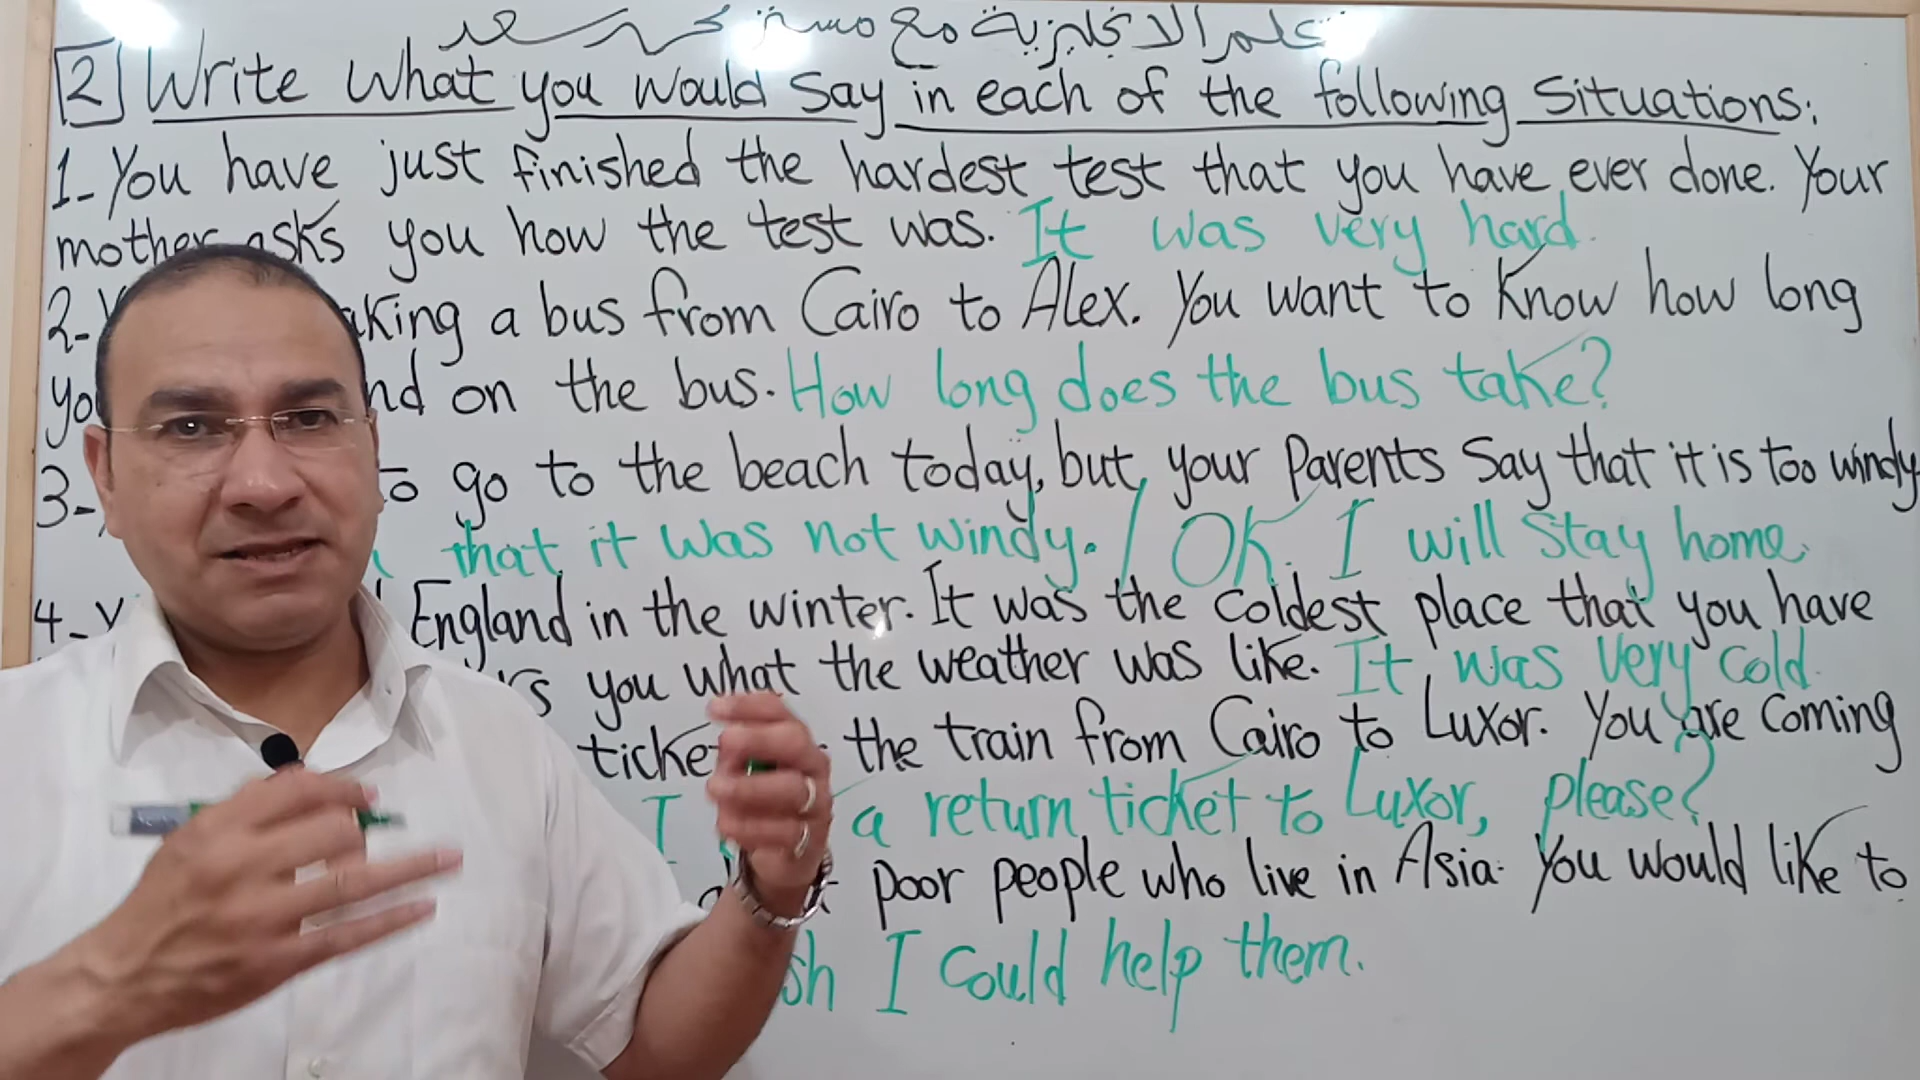 علم الانجليزية مع مستر محمد سعد
[2] Write what you would say in each of the following situations:
1- You have just finished the hardest test that you have ever done. Your
mother asks you how the test was. It was very hard.
2- a bus from Cairo to Alex. You want to know how long
on the bus. How long does the bus take?
3- to go to the beach today, but your parents say that it is too windy
that it was not windy. / OK. I will stay home.
4- England in the winter. It was the coldest place that you have
you what the weather was like. It was very cold.
the train from Cairo to Luxor. You are coming
I a return ticket to Luxor, please?
poor people who live in Asia. You would like to
I could help them.